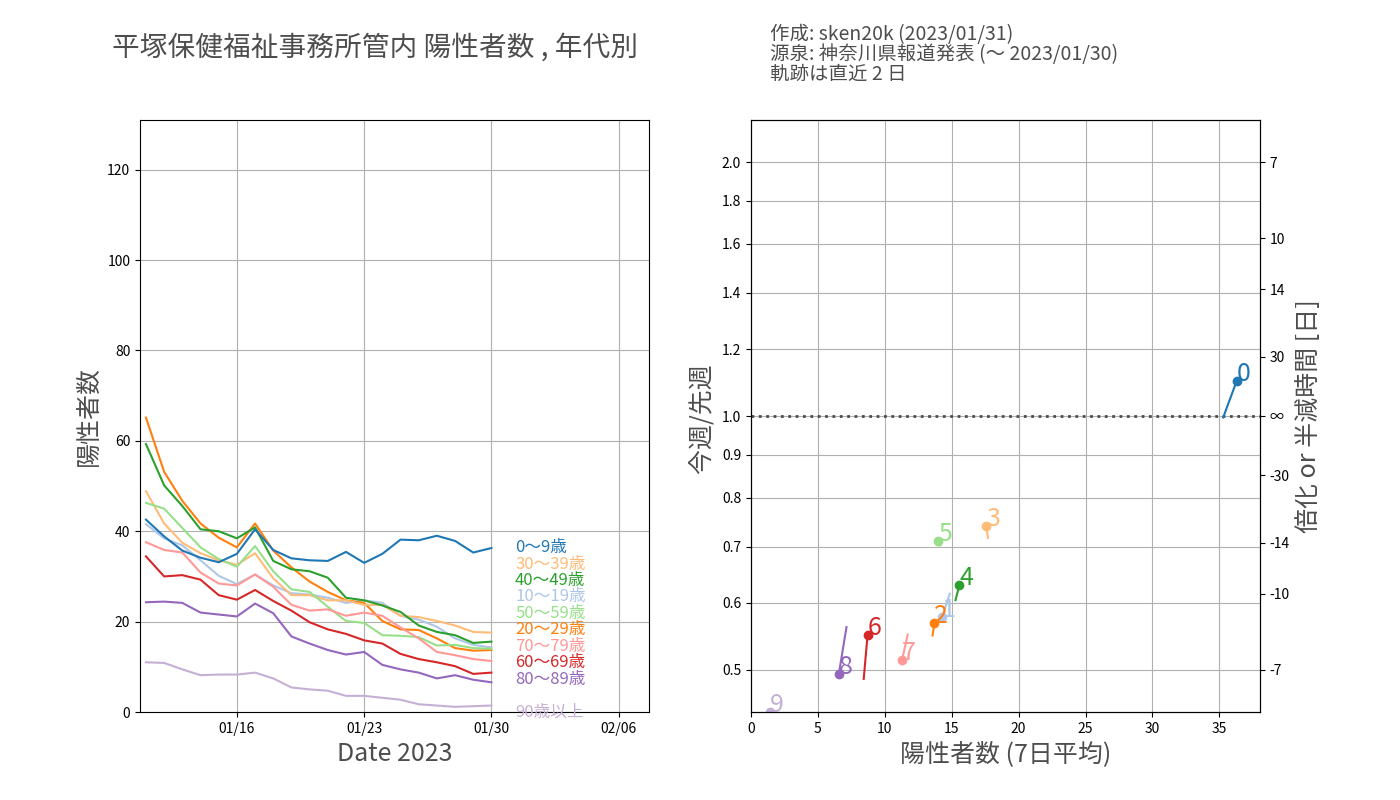 平塚保健福祉事務所管内 陽性者数 , 年代別
作成: sken20k (2023/01/31)
源泉: 神奈川県報道発表 (～ 2023/01/30)
軌跡は直近 2 日
陽性者数
120
100
80
60
40
20
0
01/16
01/23
01/30
02/06
Date 2023
0～9歳
30～39歳
40～49歳
10～19歳
50～59歳
20～29歳
70～79歳
60～69歳
80～89歳
90歳以上
今週/先週
2.0
1.8
1.6
1.4
1.2
1.0
0.9
0.8
0.7
0.6
0.5
0
3
5
4
1
2
6
7
8
9
0
5
10
15
20
25
30
35
陽性者数 (7日平均)
7
10
14
30
∞
-30
-14
-10
-7
倍化 or 半減時間 [日]